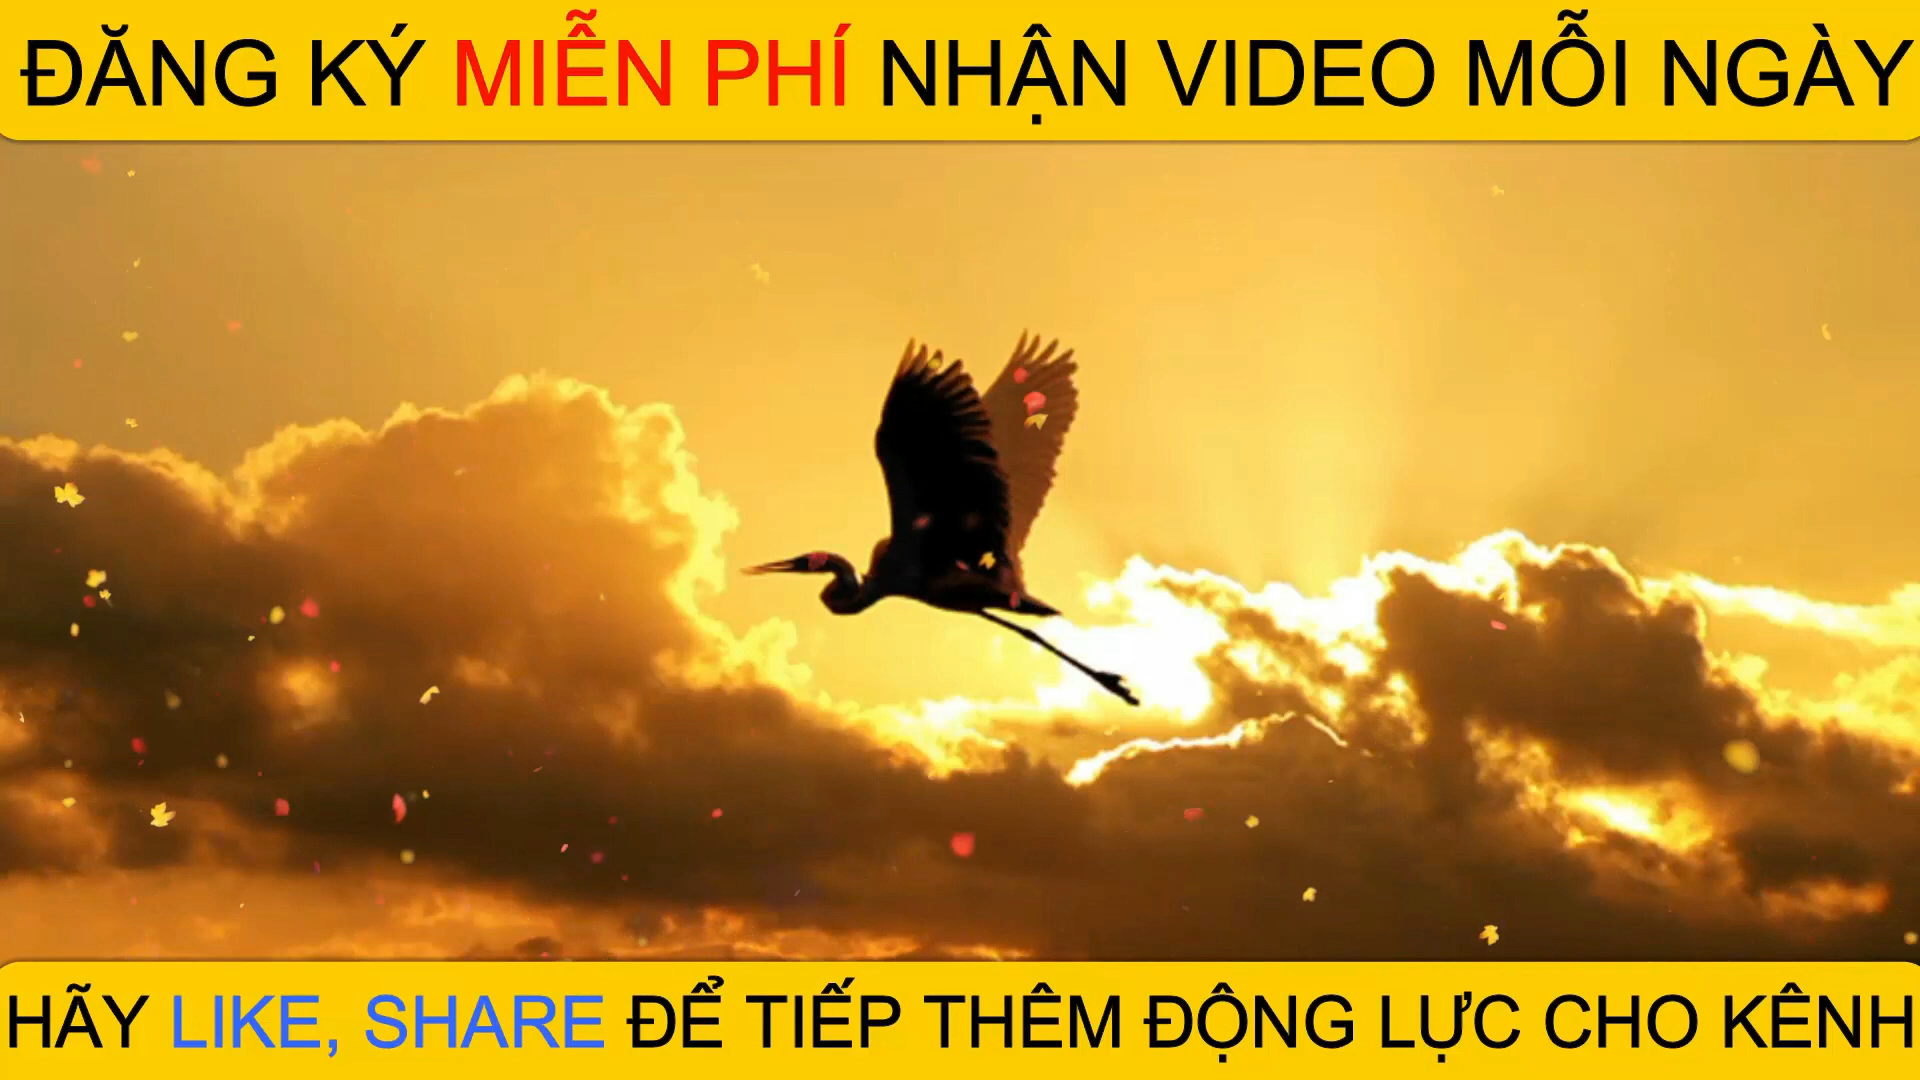 ĐĂNG KÝ MIỄN PHÍ NHẬN VIDEO MỖI NGÀY
HÃY LIKE, SHARE ĐỂ TIẾP THÊM ĐỘNG LỰC CHO KÊNH